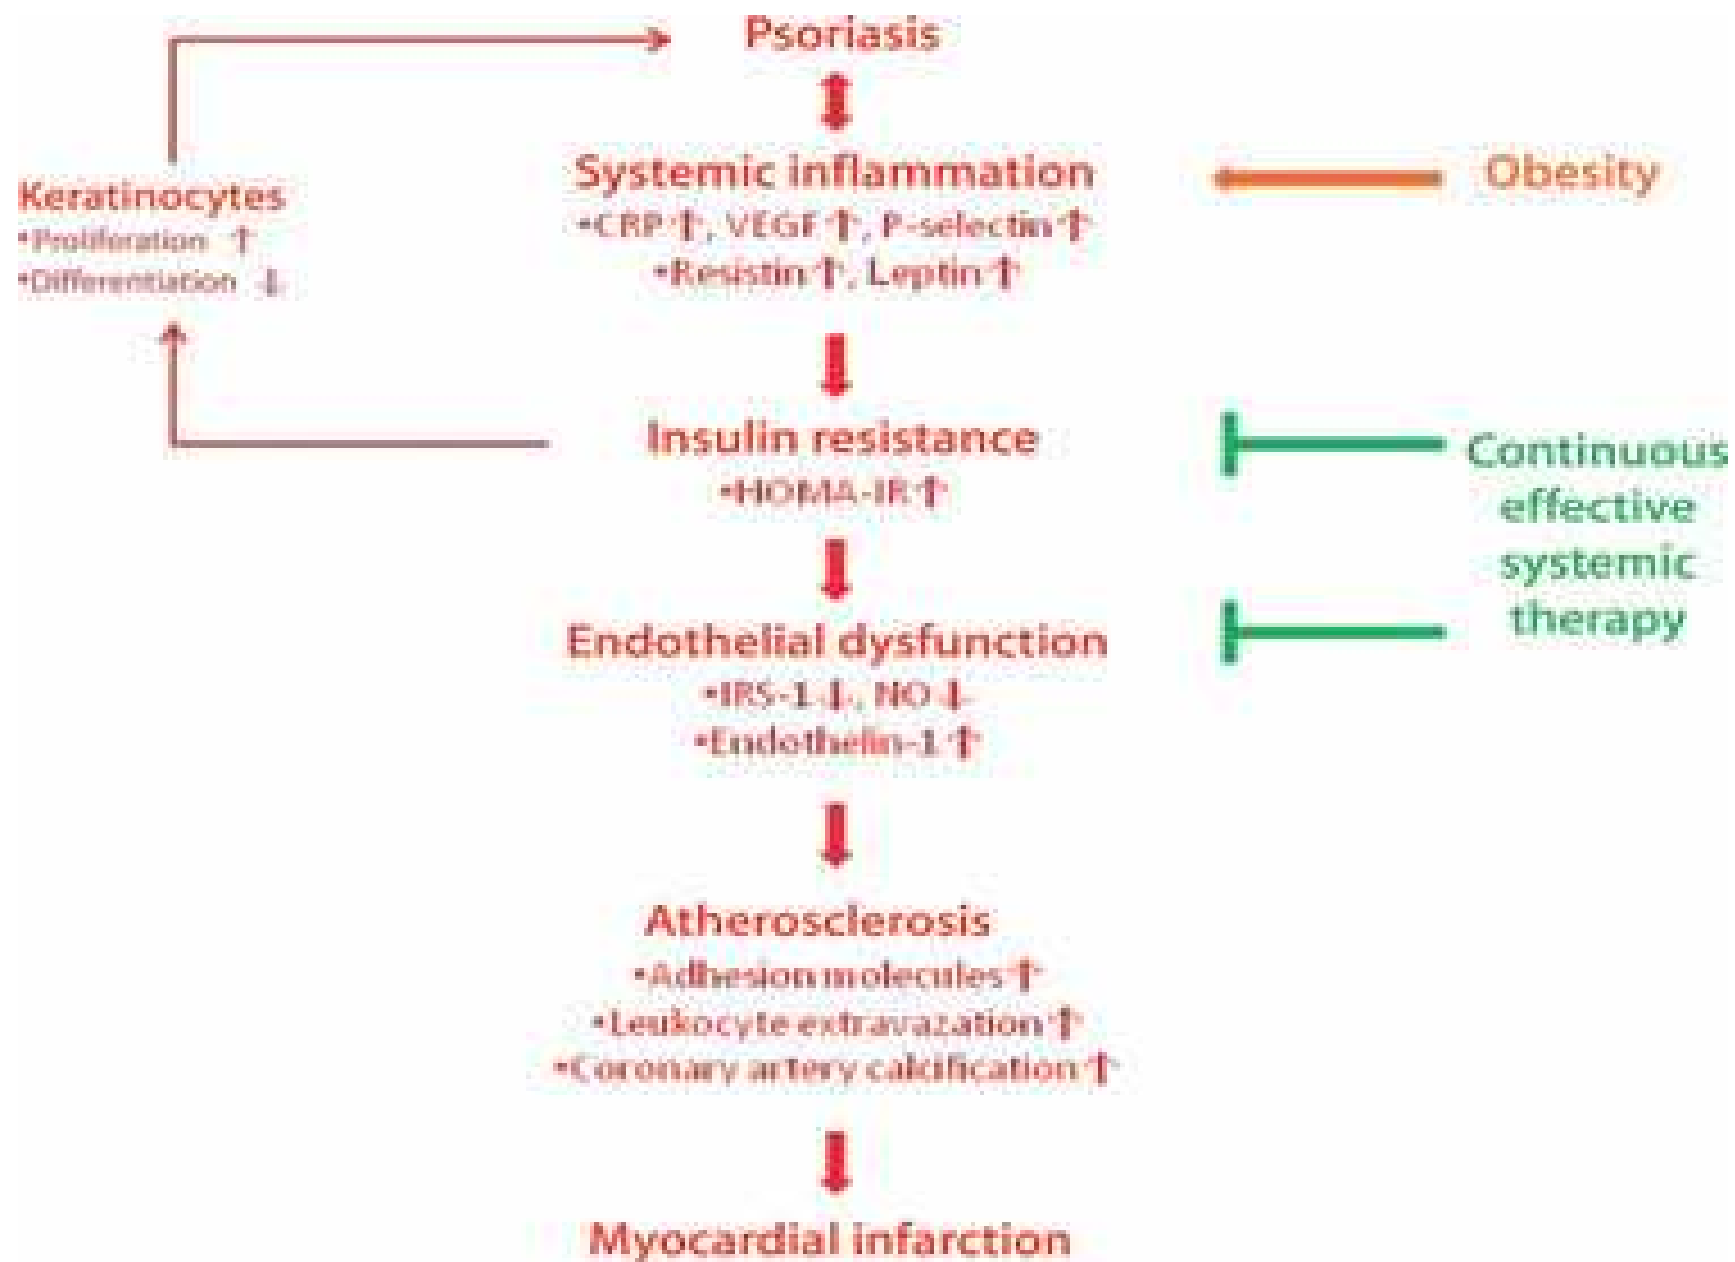 Psoriasis
Systemic inflammation
•CRP↑, VEGF↑, P-selectin↑
•Resistin↑, Leptin↑
Obesity
Keratinocytes
•Proliferation ↑
•Differentiation ↓
Insulin resistance
•HOMA-IR↑
Continuous
effective
systemic
therapy
Endothelial dysfunction
•IRS-1↓, NO↓
•Endothelin-1↑
Atherosclerosis
•Adhesion molecules↑
•Leukocyte extravazation↑
•Coronary artery calcification↑
Myocardial infarction